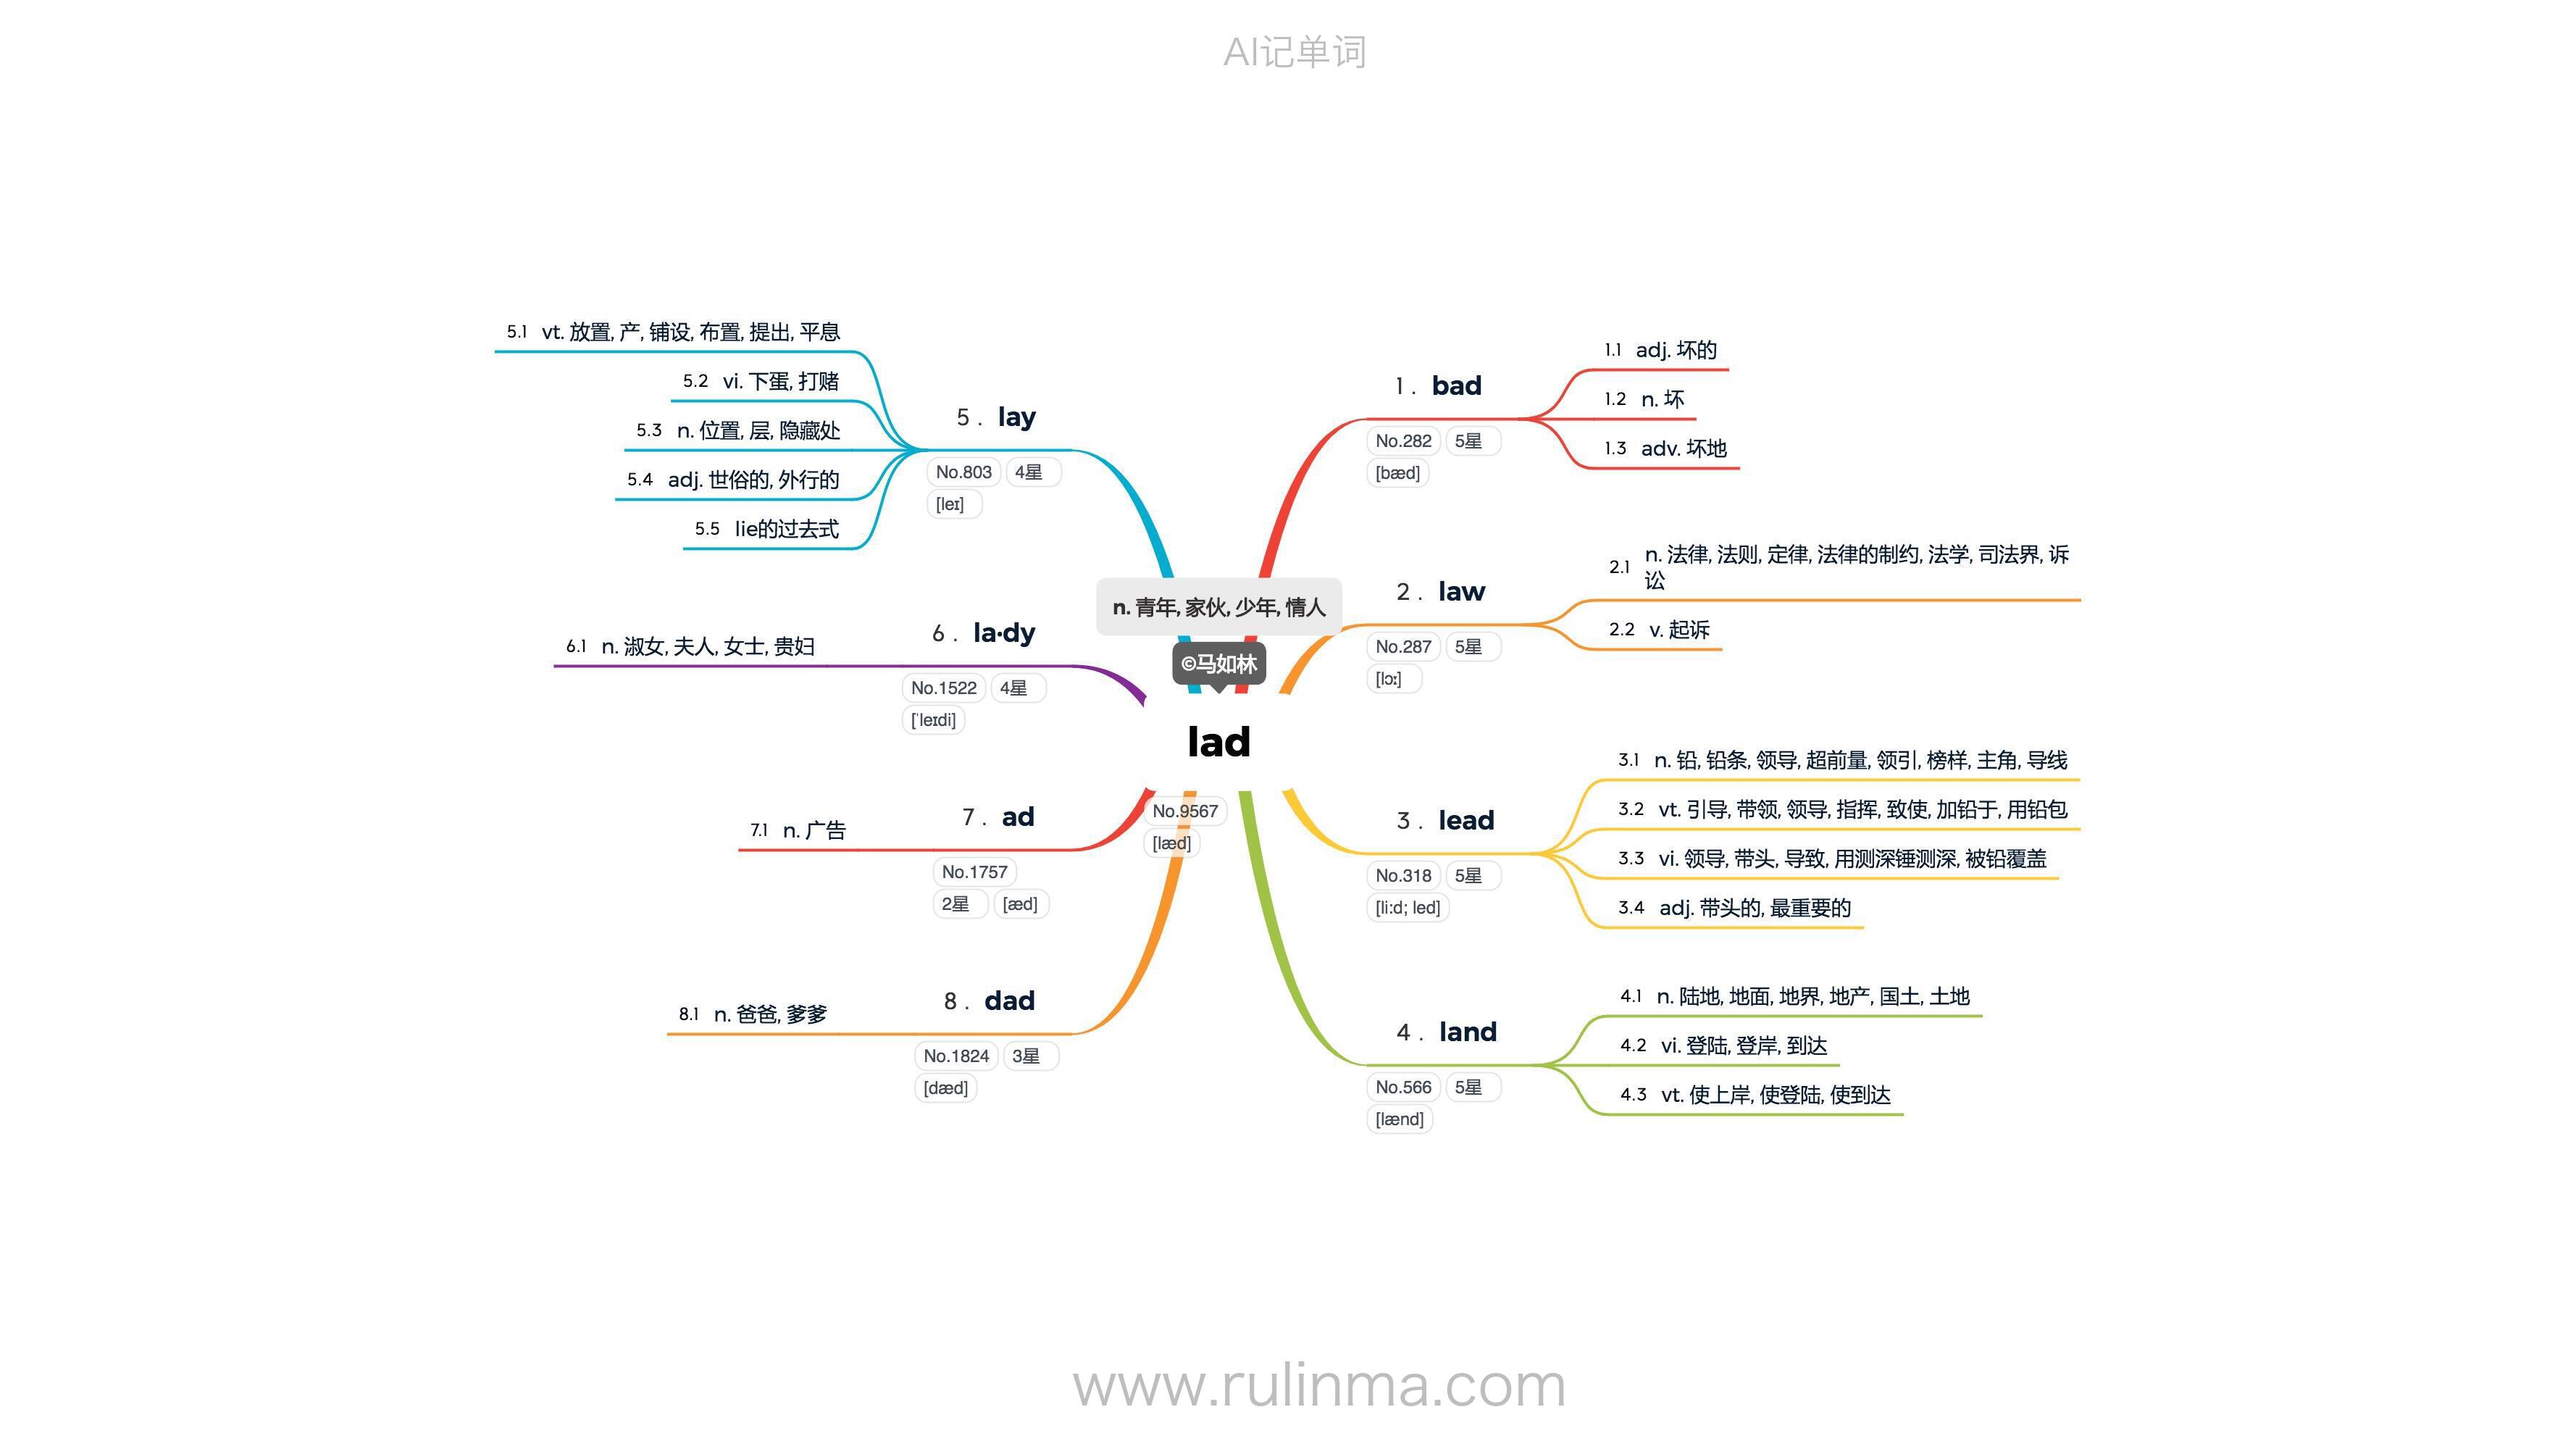 AI记单词
n. 青年, 家伙, 少年, 情人
©马如林
lad
No.9567
[læd]
1 . bad
No.282 5星
[bæd]
1.1 adj. 坏的
1.2 n. 坏
1.3 adv. 坏地
2 . law
No.287 5星
[lɔː]
2.1 n. 法律, 法则, 定律, 法律的制约, 法学, 司法界, 诉
讼
2.2 v. 起诉
3 . lead
No.318 5星
[li:d; led]
3.1 n. 铅, 铅条, 领导, 超前量, 领引, 榜样, 主角, 导线
3.2 vt. 引导, 带领, 领导, 指挥, 致使, 加铅于, 用铅包
3.3 vi. 领导, 带头, 导致, 用测深锤测深, 被铅覆盖
3.4 adj. 带头的, 最重要的
4 . land
No.566 5星
[lænd]
4.1 n. 陆地, 地面, 地界, 地产, 国土, 土地
4.2 vi. 登陆, 登岸, 到达
4.3 vt. 使上岸, 使登陆, 使到达
5 . lay
No.803 4星
[leɪ]
5.1 vt. 放置, 产, 铺设, 布置, 提出, 平息
5.2 vi. 下蛋, 打赌
5.3 n. 位置, 层, 隐藏处
5.4 adj. 世俗的, 外行的
5.5 lie的过去式
6 . la·dy
No.1522 4星
[ˈleɪdi]
6.1 n. 淑女, 夫人, 女士, 贵妇
7 . ad
No.1757
2星 [æd]
7.1 n. 广告
8 . dad
No.1824 3星
[dæd]
8.1 n. 爸爸, 爹爹
www.rulinma.com